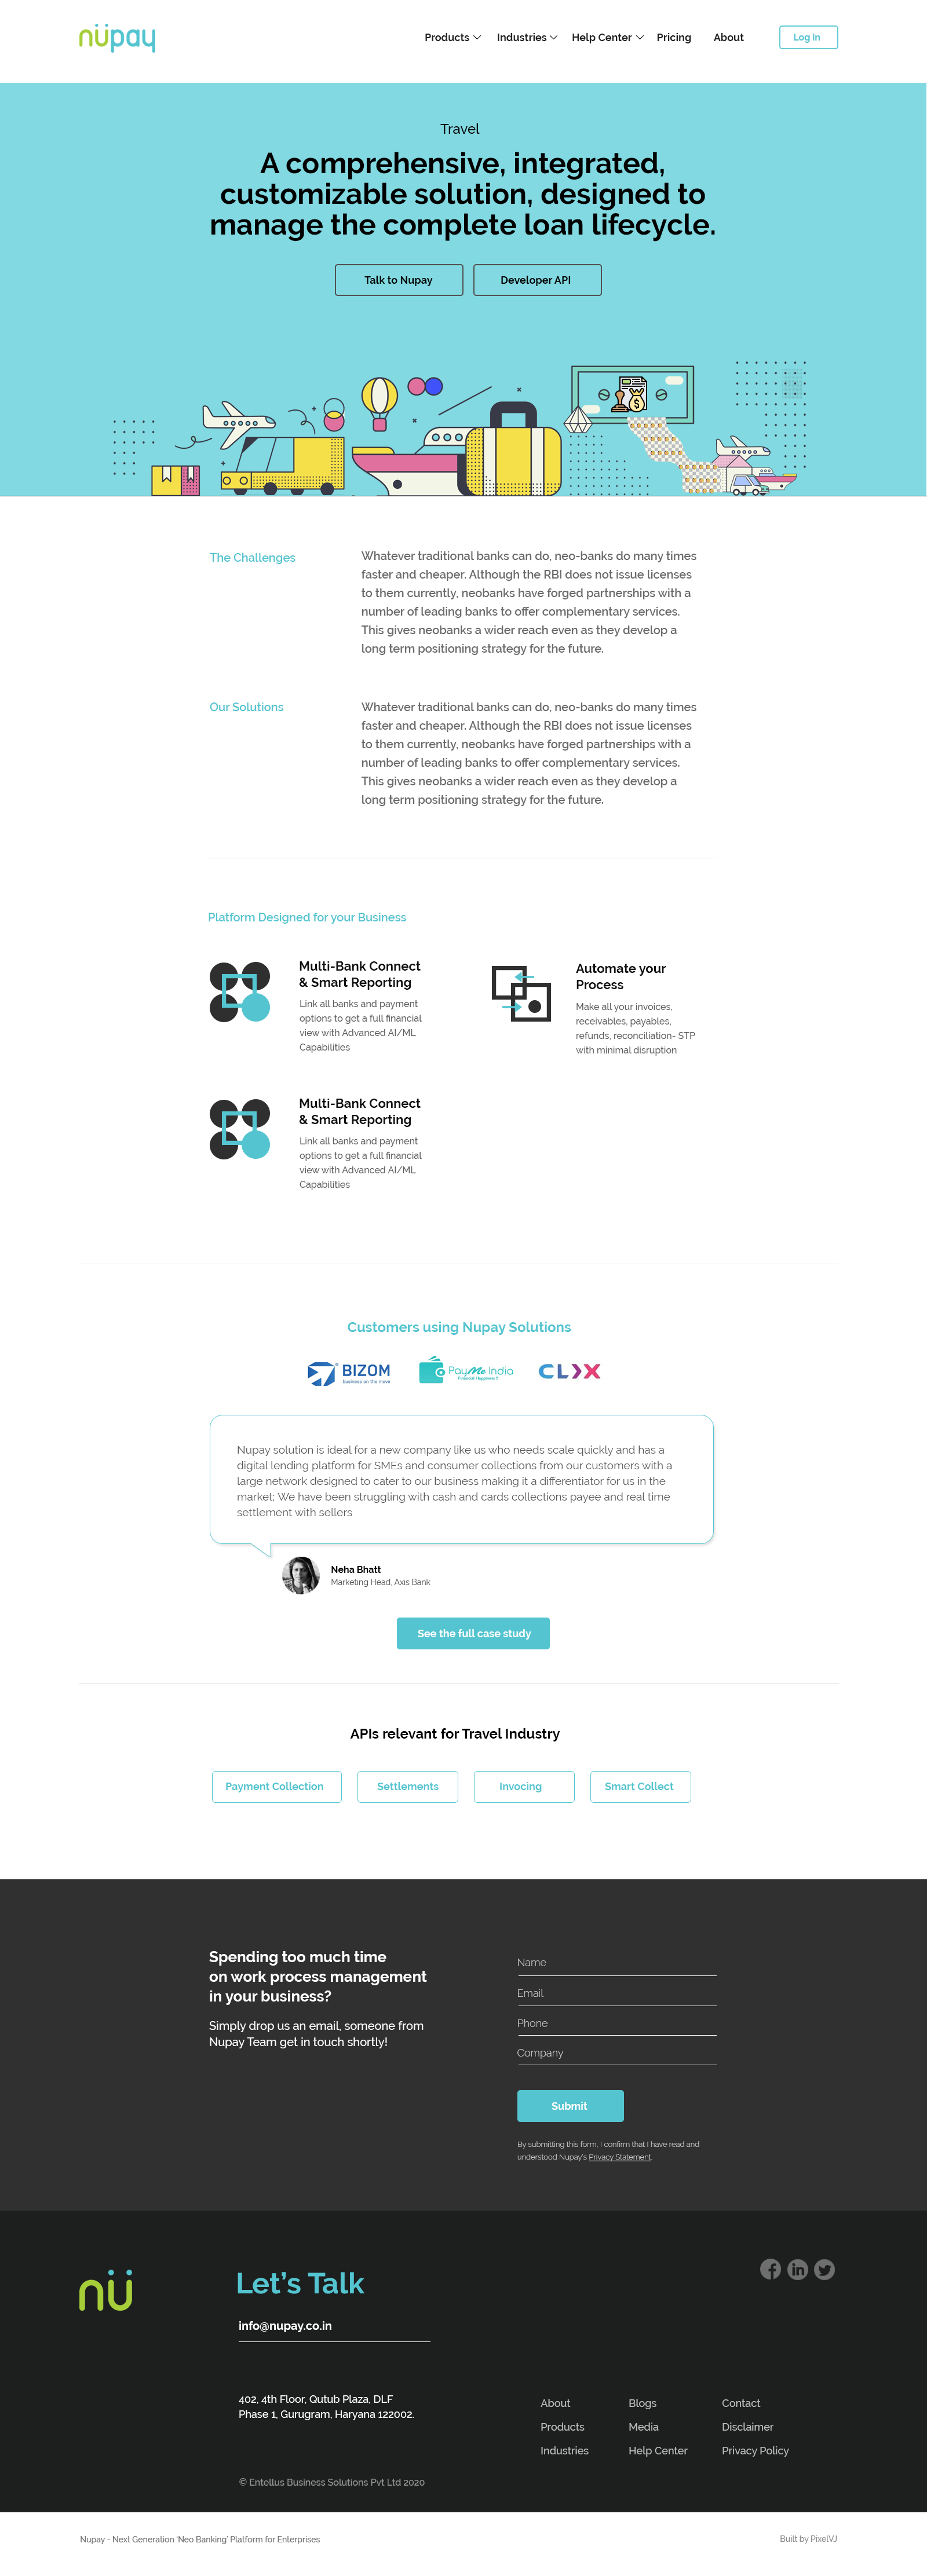 nüpay
Products Industries Help Center Pricing About Log in
Travel
A comprehensive, integrated,
customizable solution, designed to
manage the complete loan lifecycle.
Talk to Nupay Developer API
The Challenges
Whatever traditional banks can do, neo-banks do many times
faster and cheaper. Although the RBI does not issue licenses
to them currently, neobanks have forged partnerships with a
number of leading banks to offer complementary services.
This gives neobanks a wider reach even as they develop a
long term positioning strategy for the future.
Our Solutions
Whatever traditional banks can do, neo-banks do many times
faster and cheaper. Although the RBI does not issue licenses
to them currently, neobanks have forged partnerships with a
number of leading banks to offer complementary services.
This gives neobanks a wider reach even as they develop a
long term positioning strategy for the future.
Platform Designed for your Business
Multi-Bank Connect
& Smart Reporting
Link all banks and payment
options to get a full financial
view with Advanced AI/ML
Capabilities
Automate your
Process
Make all your invoices,
receivables, payables,
refunds, reconciliation- STP
with minimal disruption
Multi-Bank Connect
& Smart Reporting
Link all banks and payment
options to get a full financial
view with Advanced AI/ML
Capabilities
Customers using Nupay Solutions
BIZOM
business on the move
PayMe India
Financial Happiness !!
CLIX
Nupay solution is ideal for a new company like us who needs scale quickly and has a
digital lending platform for SMEs and consumer collections from our customers with a
large network designed to cater to our business making it a differentiator for us in the
market; We have been struggling with cash and cards collections payee and real time
settlement with sellers
Neha Bhatt
Marketing Head, Axis Bank
See the full case study
APIs relevant for Travel Industry
Payment Collection Settlements Invocing Smart Collect
Spending too much time
on work process management
in your business?
Simply drop us an email, someone from
Nupay Team get in touch shortly!
Name
Email
Phone
Company
Submit
By submitting this form, I confirm that I have read and
understood Nupay's Privacy Statement.
nü
Let's Talk
info@nupay.co.in
402, 4th Floor, Qutub Plaza, DLF
Phase 1, Gurugram, Haryana 122002.
About Blogs Contact
Products Media Disclaimer
Industries Help Center Privacy Policy
© Entellus Business Solutions Pvt Ltd 2020
Nupay - Next Generation 'Neo Banking' Platform for Enterprises
Built by PixelVJ